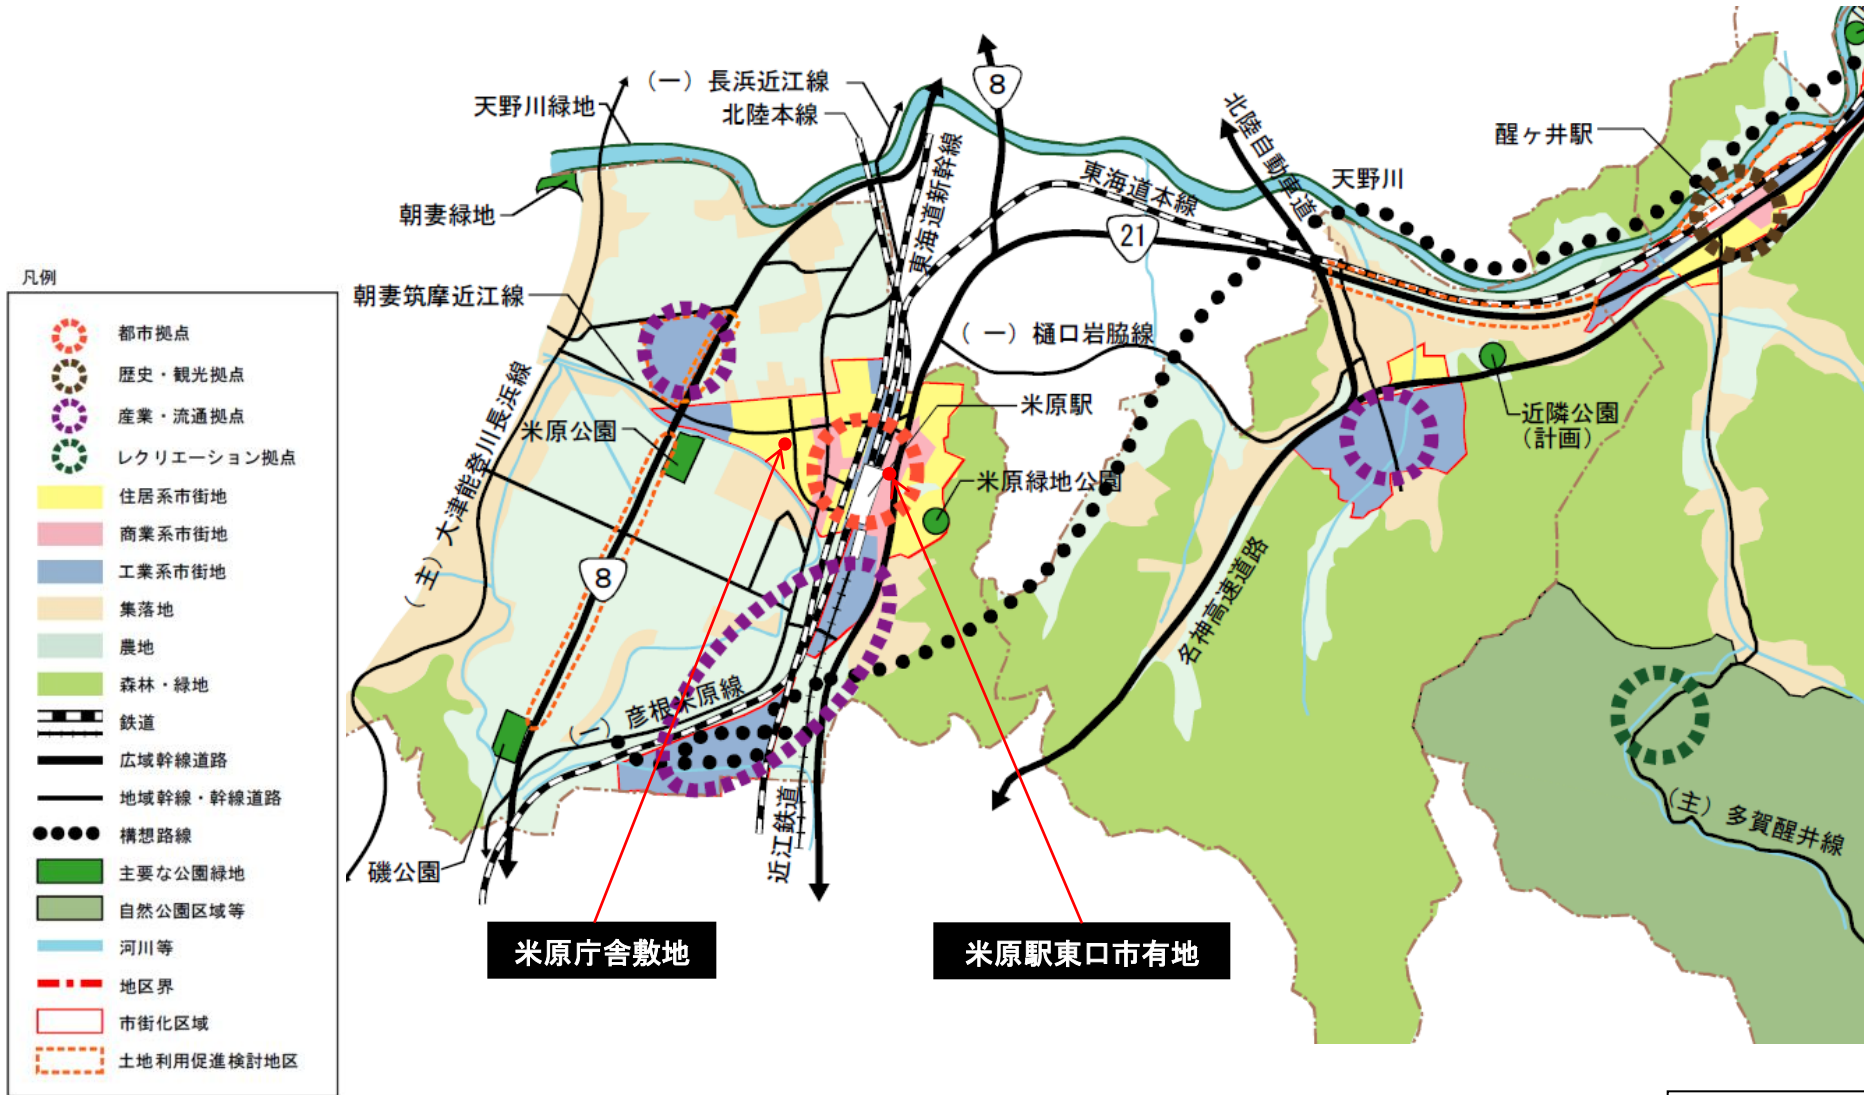 凡例
都市拠点
歴史・観光拠点
産業・流通拠点
レクリエーション拠点
住居系市街地
商業系市街地
工業系市街地
集落地
農地
森林・緑地
鉄道
広域幹線道路
地域幹線・幹線道路
構想路線
主要な公園緑地
自然公園区域等
河川等
地区界
市街化区域
土地利用促進検討地区
(一)長浜近江線
天野川緑地
北陸本線
8
北陸自動車道
醒ヶ井駅
東海道新幹線
東海道本線
天野川
朝妻緑地
21
朝妻筑摩近江線
(一)樋口岩脇線
(主)大津能登川長浜線
米原駅
米原公園
近隣公園
(計画)
米原緑地公園
8
名神高速道路
(一)彦根米原線
近江鉄道
(主)多賀醒井線
磯公園
米原庁舎敷地
米原駅東口市有地